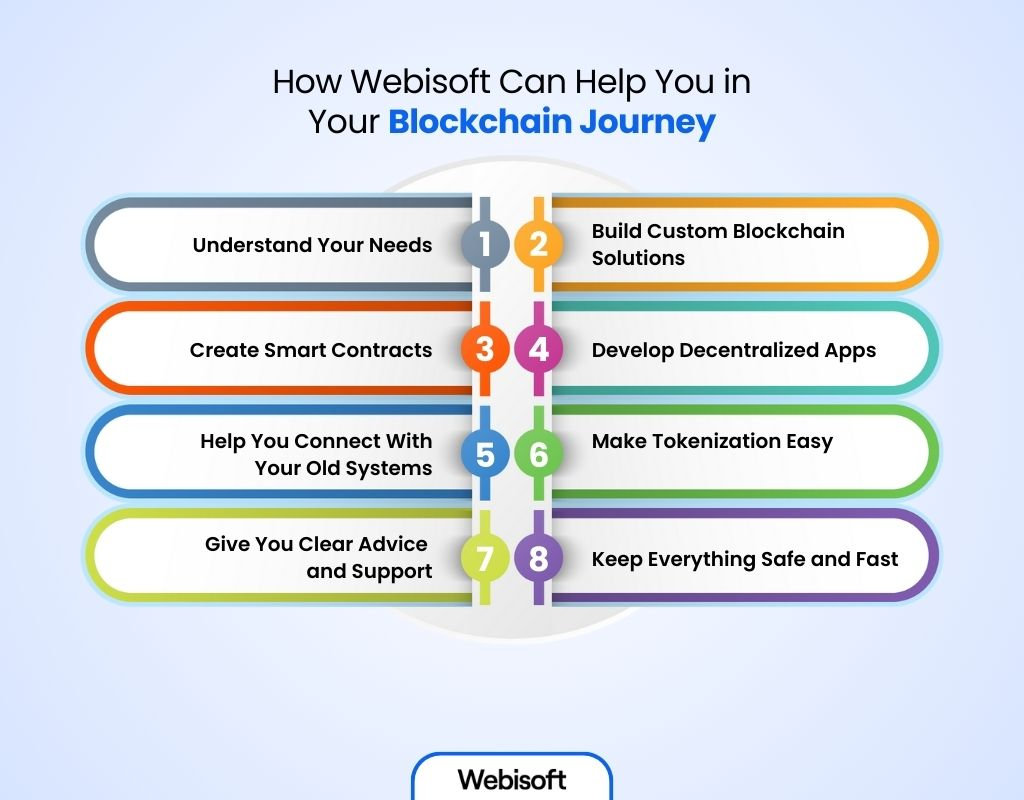 How Webisoft Can Help You in
Your Blockchain Journey
Understand Your Needs
1
2
Build Custom Blockchain
Solutions
Create Smart Contracts
3
4
Develop Decentralized Apps
Help You Connect With
Your Old Systems
5
6
Make Tokenization Easy
Give You Clear Advice
and Support
7
8
Keep Everything Safe and Fast
Webisoft